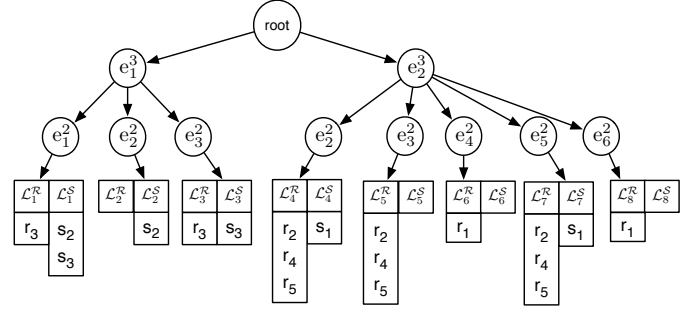 root
e₁³ e₂³
e₁² e₂² e₃² e₂² e₃² e₄² e₅² e₆²
ℒ₁ᴿ ℒ₁ˢ ℒ₂ᴿ ℒ₂ˢ ℒ₃ᴿ ℒ₃ˢ ℒ₄ᴿ ℒ₄ˢ ℒ₅ᴿ ℒ₅ˢ ℒ₆ᴿ ℒ₆ˢ ℒ₇ᴿ ℒ₇ˢ ℒ₈ᴿ ℒ₈ˢ
r₃ s₂ s₂ r₃ s₃ r₂ s₁ r₂ r₁ r₂ s₁ r₁
s₃ r₄ r₄ r₄
r₅ r₅ r₅